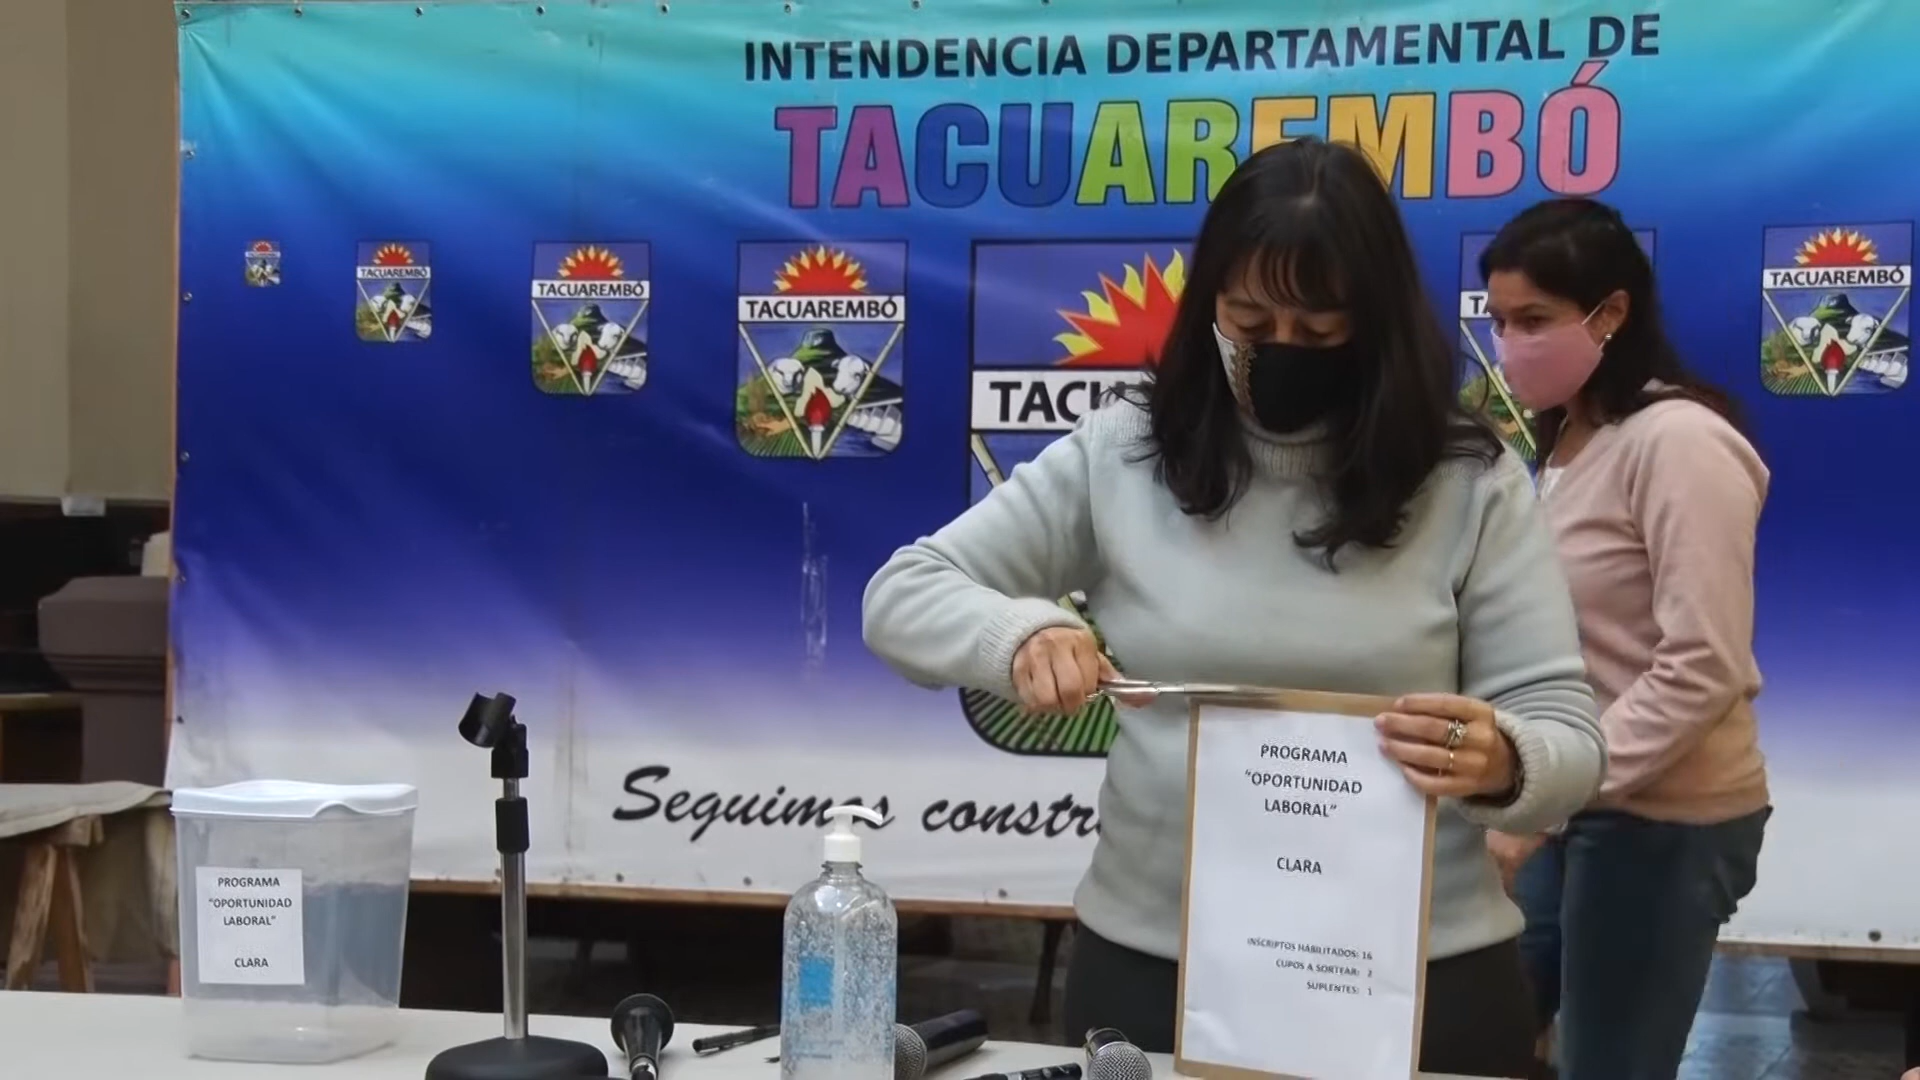 INTENDENCIA DEPARTAMENTAL DE
TACUAREMBÓ
TACUAREMBÓ
TACUAREMBÓ
TACUAREMBÓ
TACUAREMBÓ
Seguimos
PROGRAMA
"OPORTUNIDAD
LABORAL"
CLARA
INSCRIPTOS HABILITADOS: 16
CUPOS A SORTEAR: 2
SUPLENTES: 1
PROGRAMA
"OPORTUNIDAD
LABORAL"
CLARA